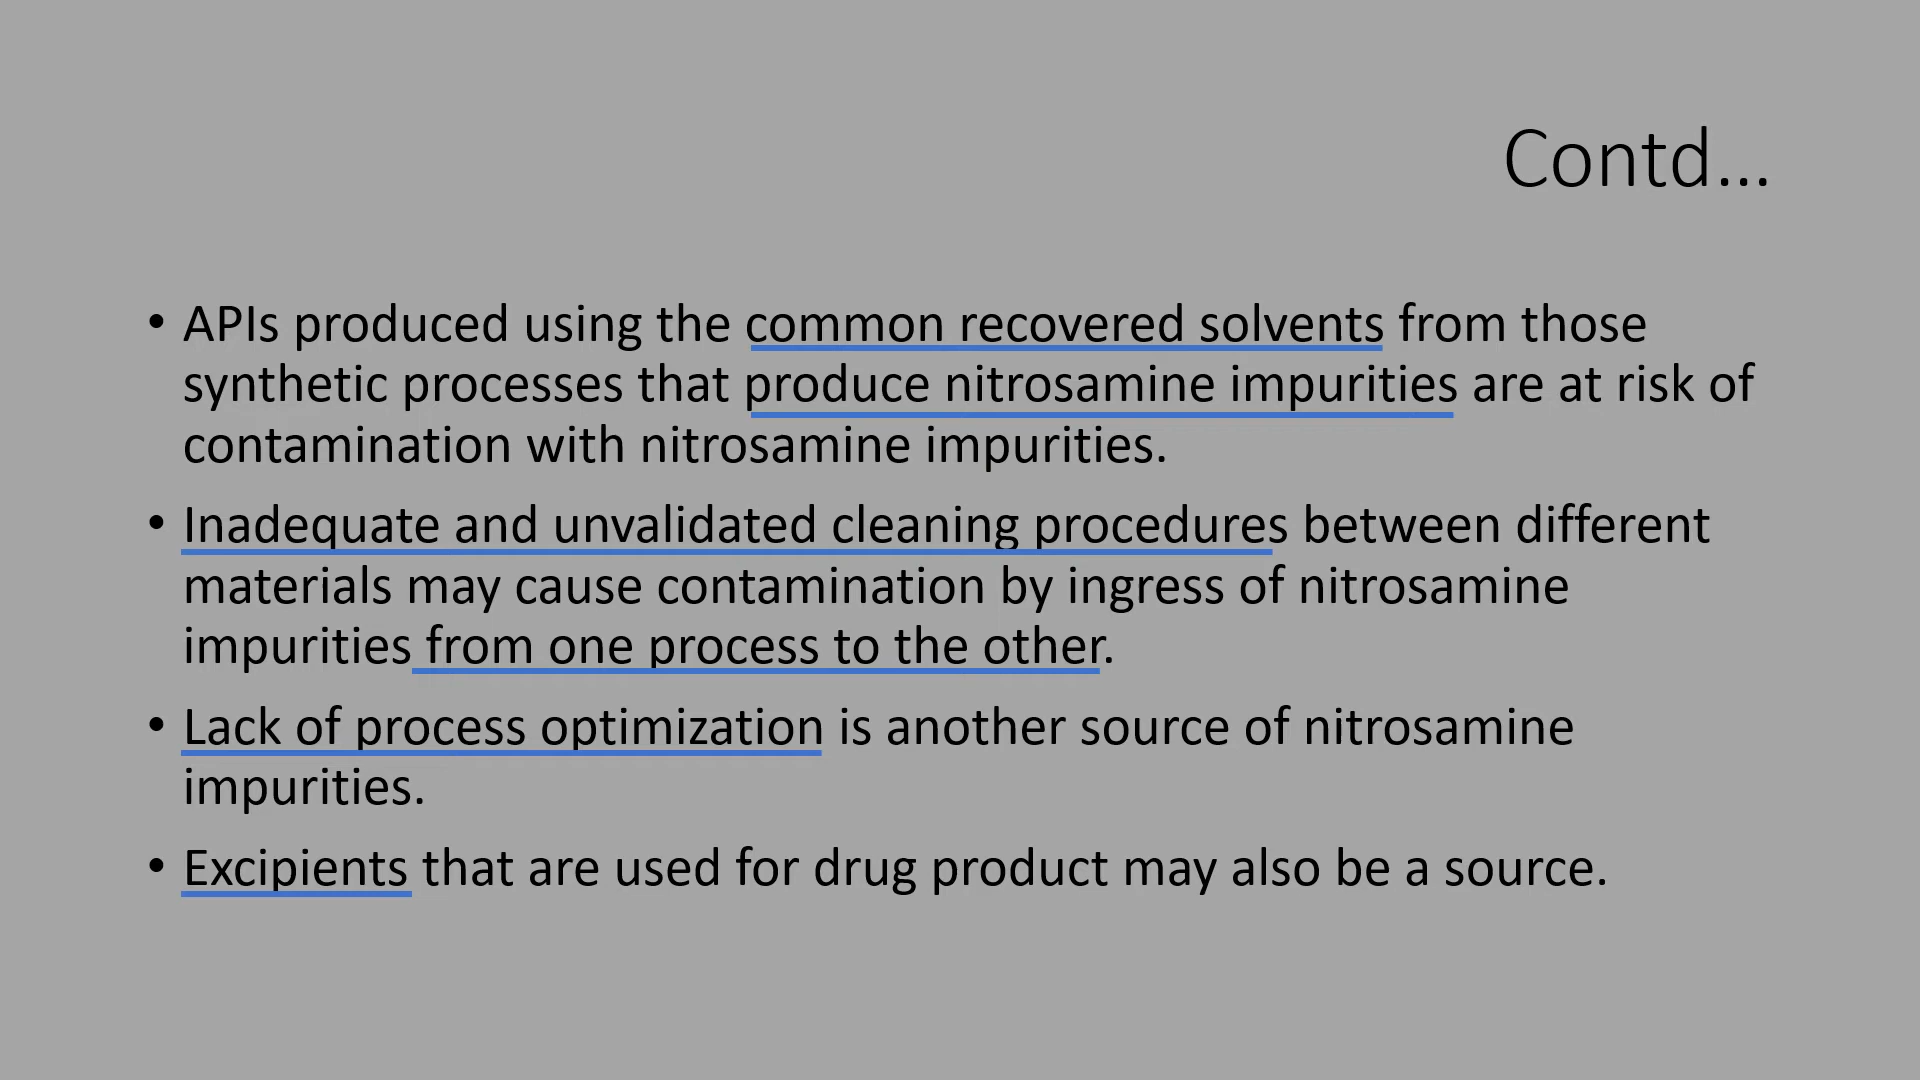 Contd...
• APIs produced using the common recovered solvents from those
synthetic processes that produce nitrosamine impurities are at risk of
contamination with nitrosamine impurities.
• Inadequate and unvalidated cleaning procedures between different
materials may cause contamination by ingress of nitrosamine
impurities from one process to the other.
• Lack of process optimization is another source of nitrosamine
impurities.
• Excipients that are used for drug product may also be a source.